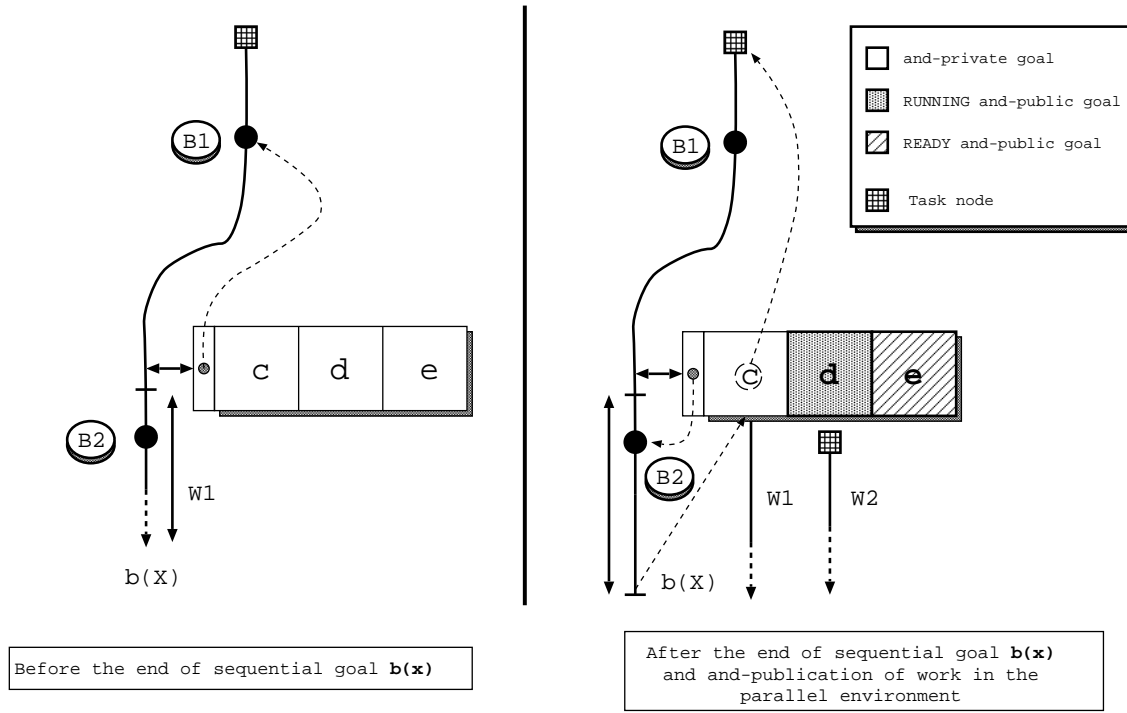 B1
c d e
B2
W1
b(X)
Before the end of sequential goal b(x)
B1
c d e
B2
W1
W2
b(X)
After the end of sequential goal b(x)
and and-publication of work in the
parallel environment
and-private goal
RUNNING and-public goal
READY and-public goal
Task node